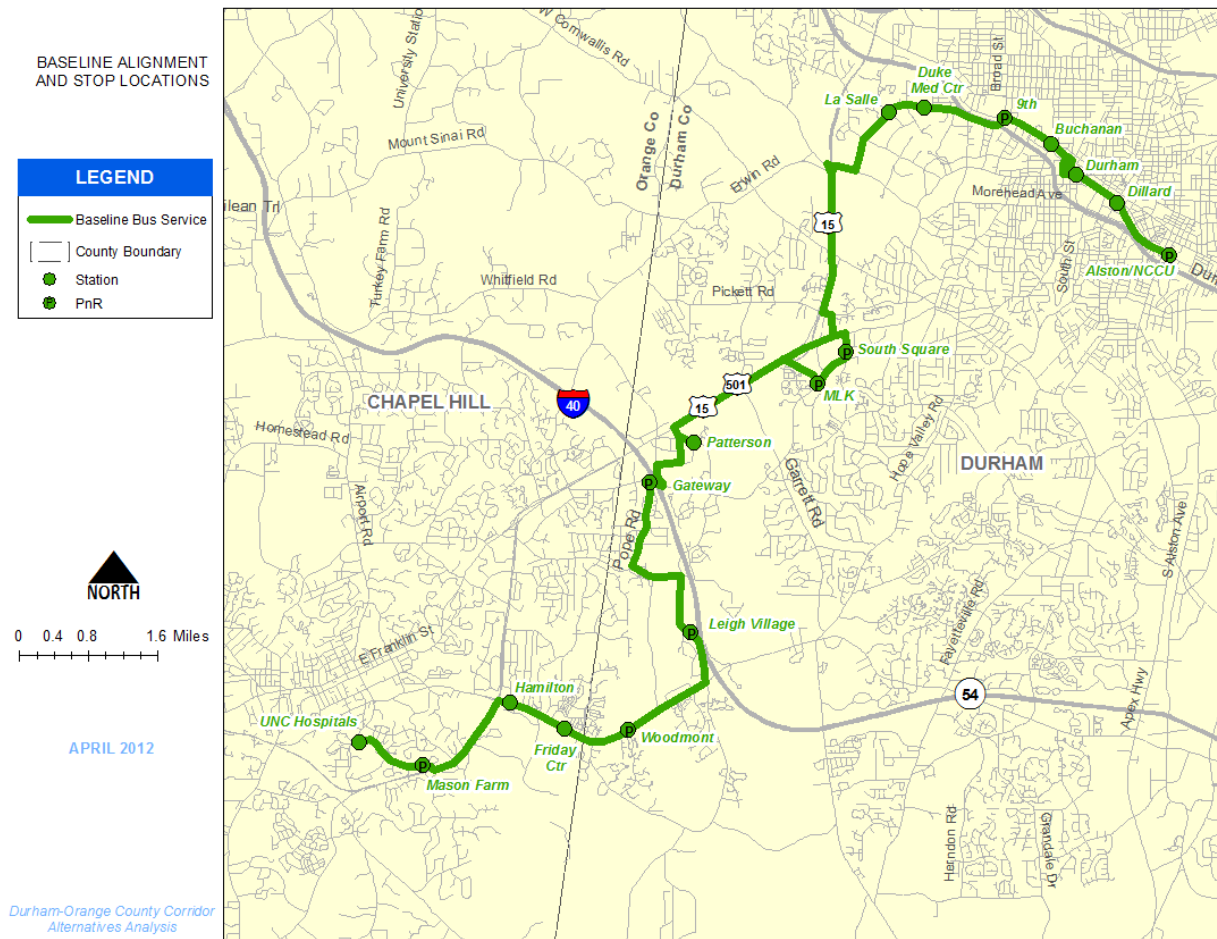 BASELINE ALIGNMENT
AND STOP LOCATIONS
LEGEND
Baseline Bus Service
County Boundary
Station
P PnR
NORTH
0 0.4 0.8 1.6 Miles
APRIL 2012
Durham-Orange County Corridor
Alternatives Analysis
W Cornwallis Rd
University Station
Mount Sinai Rd
Orange Co
Durham Co
Erwin Rd
Broad St
Duke
Med Ctr
La Salle
9th
Buchanan
Durham
Morehead Ave
Dillard
Alston/NCCU
South St
ilean Trl
Turkey Farm Rd
Whitfield Rd
15
Pickett Rd
South Square
MLK
501
15
CHAPEL HILL
40
Homestead Rd
Airport Rd
Patterson
Gateway
Garrett Rd
Hope Valley Rd
DURHAM
S Alston Ave
Pope Rd
Leigh Village
Fayetteville Rd
E Franklin St
Hamilton
UNC Hospitals
Friday
Ctr
Woodmont
Mason Farm
54
Apex Hwy
Herndon Rd
Grandale Dr